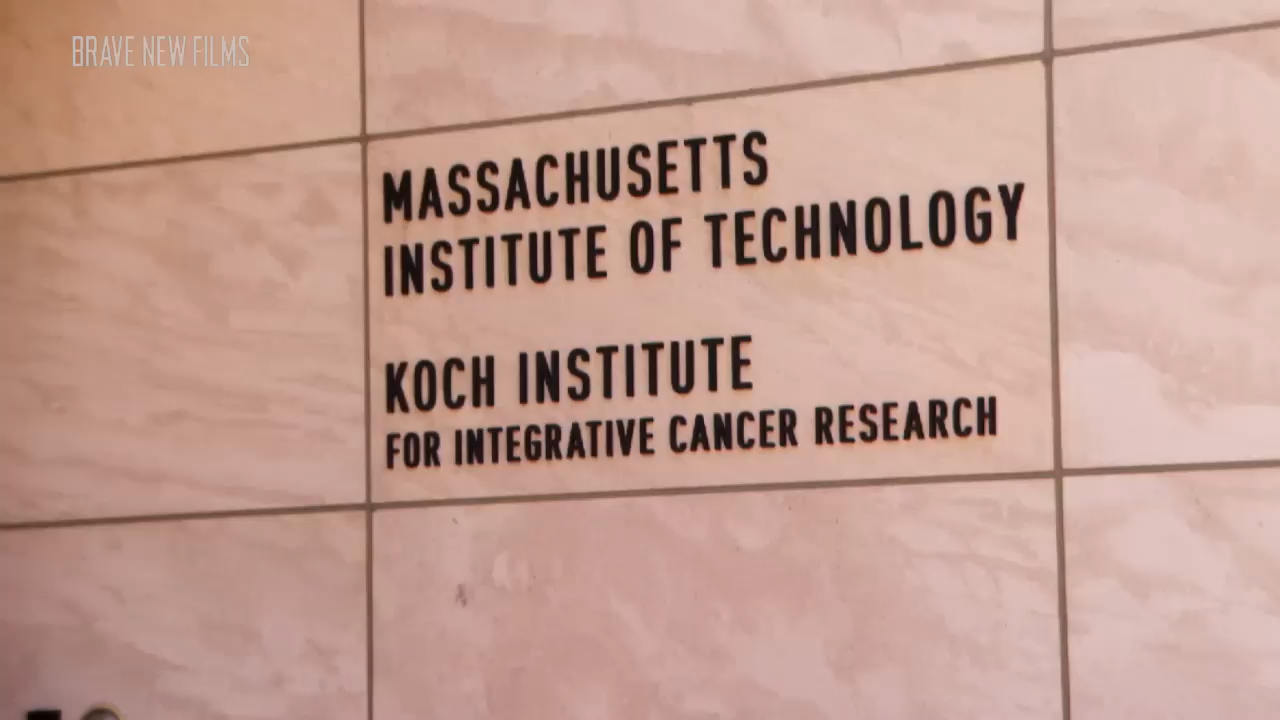 BRAVE NEW FILMS
MASSACHUSETTS
INSTITUTE OF TECHNOLOGY
KOCH INSTITUTE
FOR INTEGRATIVE CANCER RESEARCH